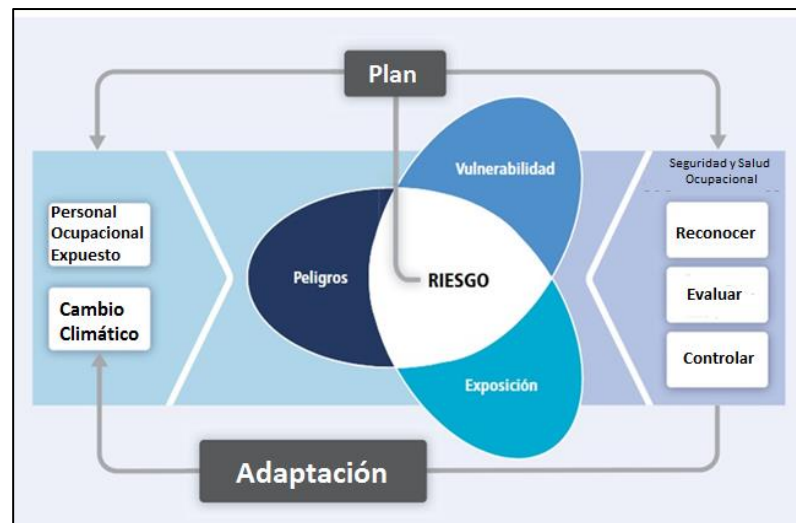 Plan
Vulnerabilidad
Seguridad y Salud
Ocupacional
Personal
Ocupacional
Expuesto
Reconocer
Peligros
RIESGO
Evaluar
Cambio
Climático
Controlar
Exposición
Adaptación